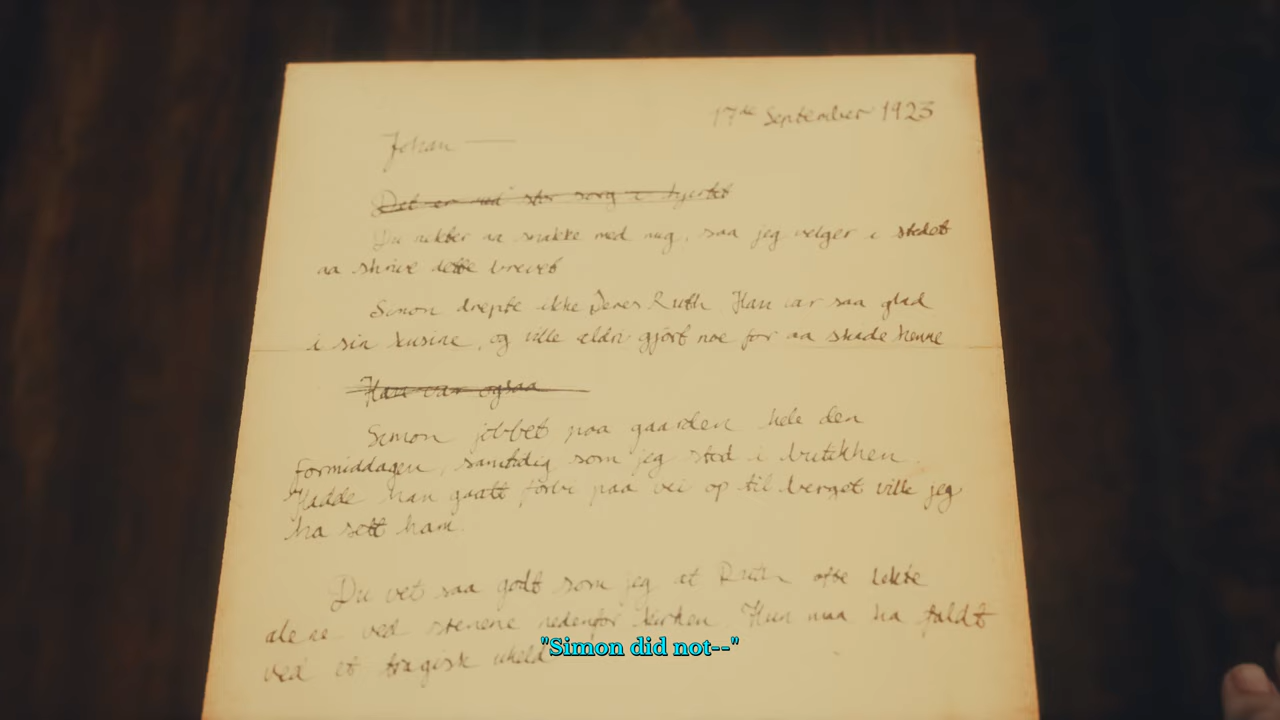 17de September 1923
Johan —
Det er med stor sorg i hjertet
Du nekter aa snakke med meg, saa jeg velger i stedet
aa skrive dette brevet
Simon drepte ikke Deres Ruth. Han var saa glad
i sin kusine, og ville aldri gjort noe for aa skade henne
Han var ogsaa
Simon jobbet paa gaarden hele den
formiddagen, samtidig som jeg stod i butikken.
Hadde han gaatt forbi paa vei op til berget ville jeg
ha sett ham.
Du vet saa godt som jeg at Ruth ofte lekte
alene ved stenene nedenfor kirken. Hun maa ha faldt
ved et tragisk uheld
"Simon did not--"